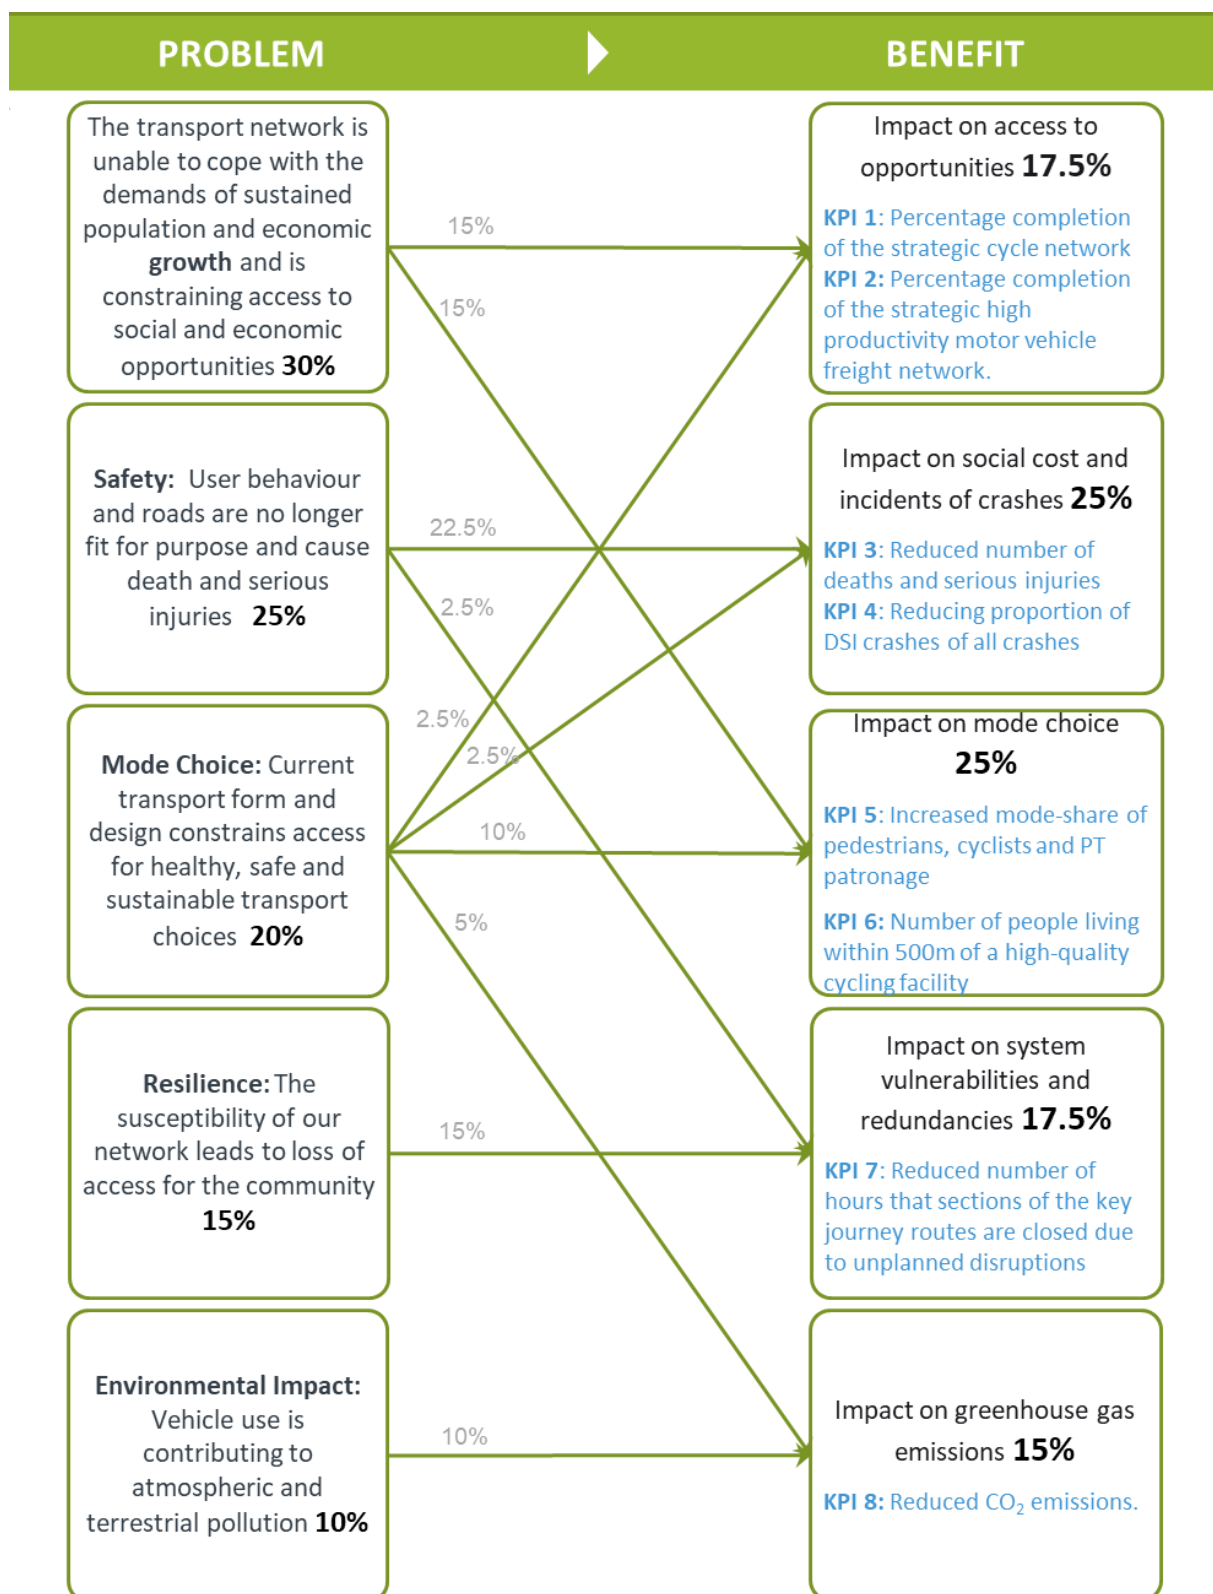 PROBLEM
BENEFIT
The transport network is
unable to cope with the
demands of sustained
population and economic
growth and is
constraining access to
social and economic
opportunities 30%
Safety: User behaviour
and roads are no longer
fit for purpose and cause
death and serious
injuries 25%
Mode Choice: Current
transport form and
design constrains access
for healthy, safe and
sustainable transport
choices 20%
Resilience: The
susceptibility of our
network leads to loss of
access for the community
15%
Environmental Impact:
Vehicle use is
contributing to
atmospheric and
terrestrial pollution 10%
15%
15%
22.5%
2.5%
2.5%
2.5%
10%
5%
15%
10%
Impact on access to
opportunities 17.5%
KPI 1: Percentage completion
of the strategic cycle network
KPI 2: Percentage completion
of the strategic high
productivity motor vehicle
freight network.
Impact on social cost and
incidents of crashes 25%
KPI 3: Reduced number of
deaths and serious injuries
KPI 4: Reducing proportion of
DSI crashes of all crashes
Impact on mode choice
25%
KPI 5: Increased mode-share of
pedestrians, cyclists and PT
patronage
KPI 6: Number of people living
within 500m of a high-quality
cycling facility
Impact on system
vulnerabilities and
redundancies 17.5%
KPI 7: Reduced number of
hours that sections of the key
journey routes are closed due
to unplanned disruptions
Impact on greenhouse gas
emissions 15%
KPI 8: Reduced CO₂ emissions.